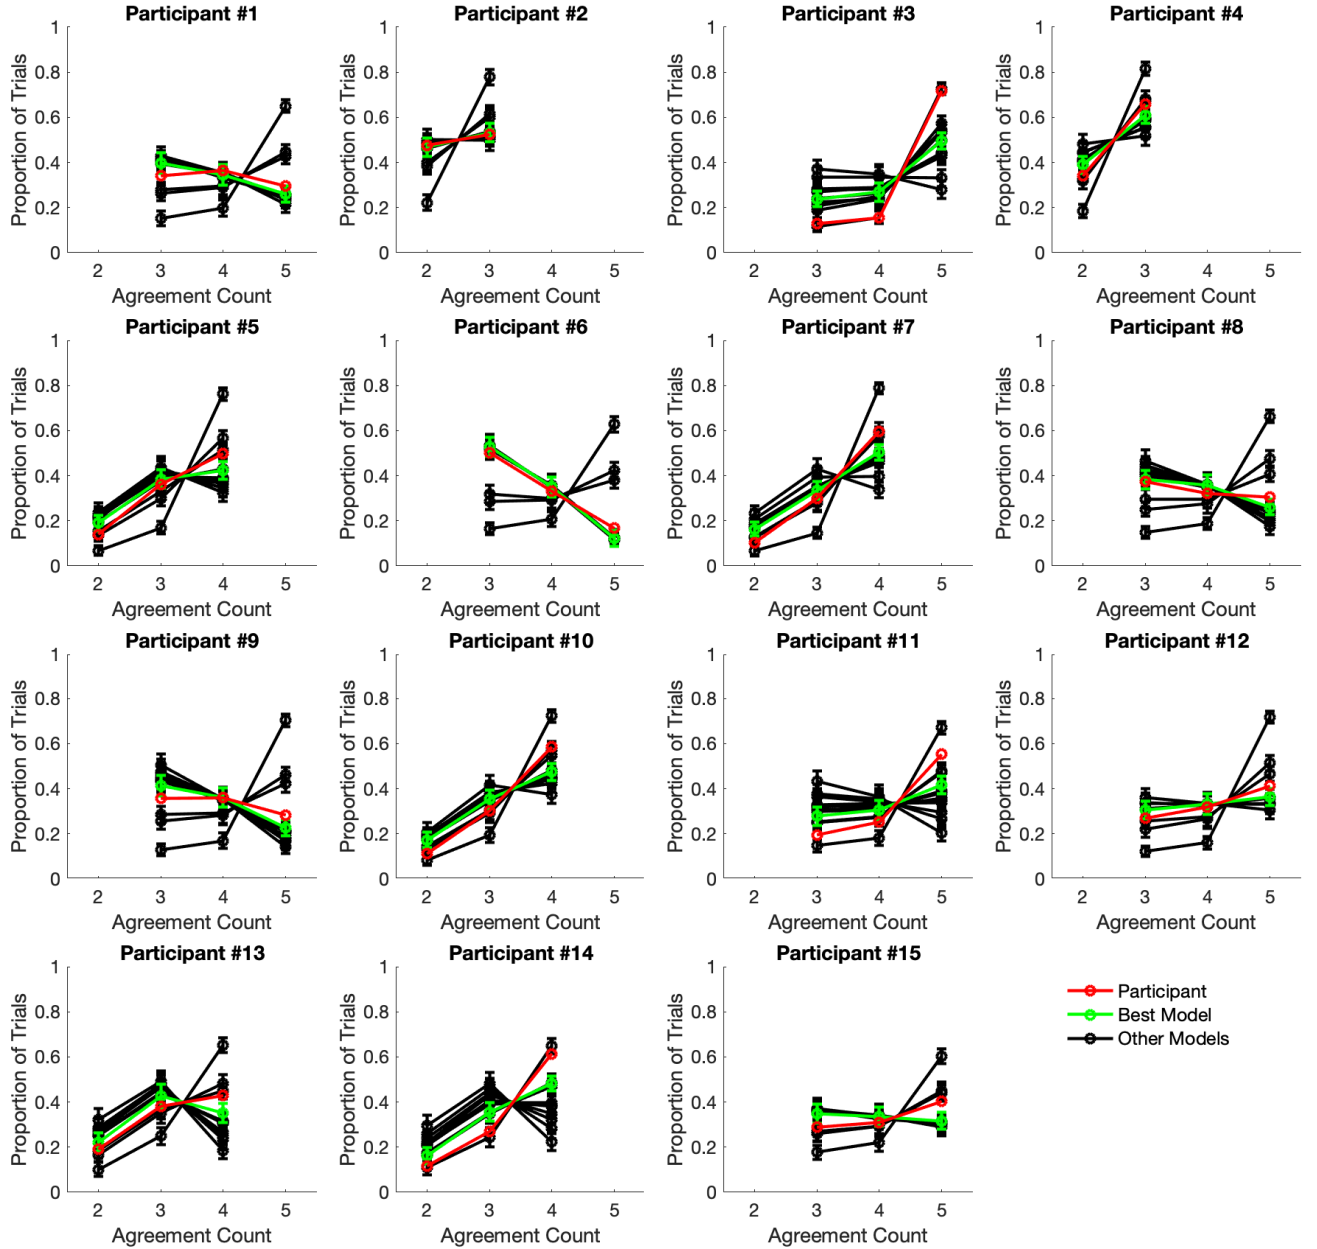 Participant #1 Participant #2 Participant #3 Participant #4
1 1 1 1
0.8 0.8 0.8 0.8
0.6 0.6 0.6 0.6
0.4 0.4 0.4 0.4
0.2 0.2 0.2 0.2
0 0 0 0
Proportion of Trials Proportion of Trials Proportion of Trials Proportion of Trials
2 3 4 5 2 3 4 5 2 3 4 5 2 3 4 5
Agreement Count Agreement Count Agreement Count Agreement Count
Participant #5 Participant #6 Participant #7 Participant #8
1 1 1 1
0.8 0.8 0.8 0.8
0.6 0.6 0.6 0.6
0.4 0.4 0.4 0.4
0.2 0.2 0.2 0.2
0 0 0 0
Proportion of Trials Proportion of Trials Proportion of Trials Proportion of Trials
2 3 4 5 2 3 4 5 2 3 4 5 2 3 4 5
Agreement Count Agreement Count Agreement Count Agreement Count
Participant #9 Participant #10 Participant #11 Participant #12
1 1 1 1
0.8 0.8 0.8 0.8
0.6 0.6 0.6 0.6
0.4 0.4 0.4 0.4
0.2 0.2 0.2 0.2
0 0 0 0
Proportion of Trials Proportion of Trials Proportion of Trials Proportion of Trials
2 3 4 5 2 3 4 5 2 3 4 5 2 3 4 5
Agreement Count Agreement Count Agreement Count Agreement Count
Participant #13 Participant #14 Participant #15
1 1 1
0.8 0.8 0.8
0.6 0.6 0.6
0.4 0.4 0.4
0.2 0.2 0.2
0 0 0
Proportion of Trials Proportion of Trials Proportion of Trials
2 3 4 5 2 3 4 5 2 3 4 5
Agreement Count Agreement Count Agreement Count
Participant
Best Model
Other Models